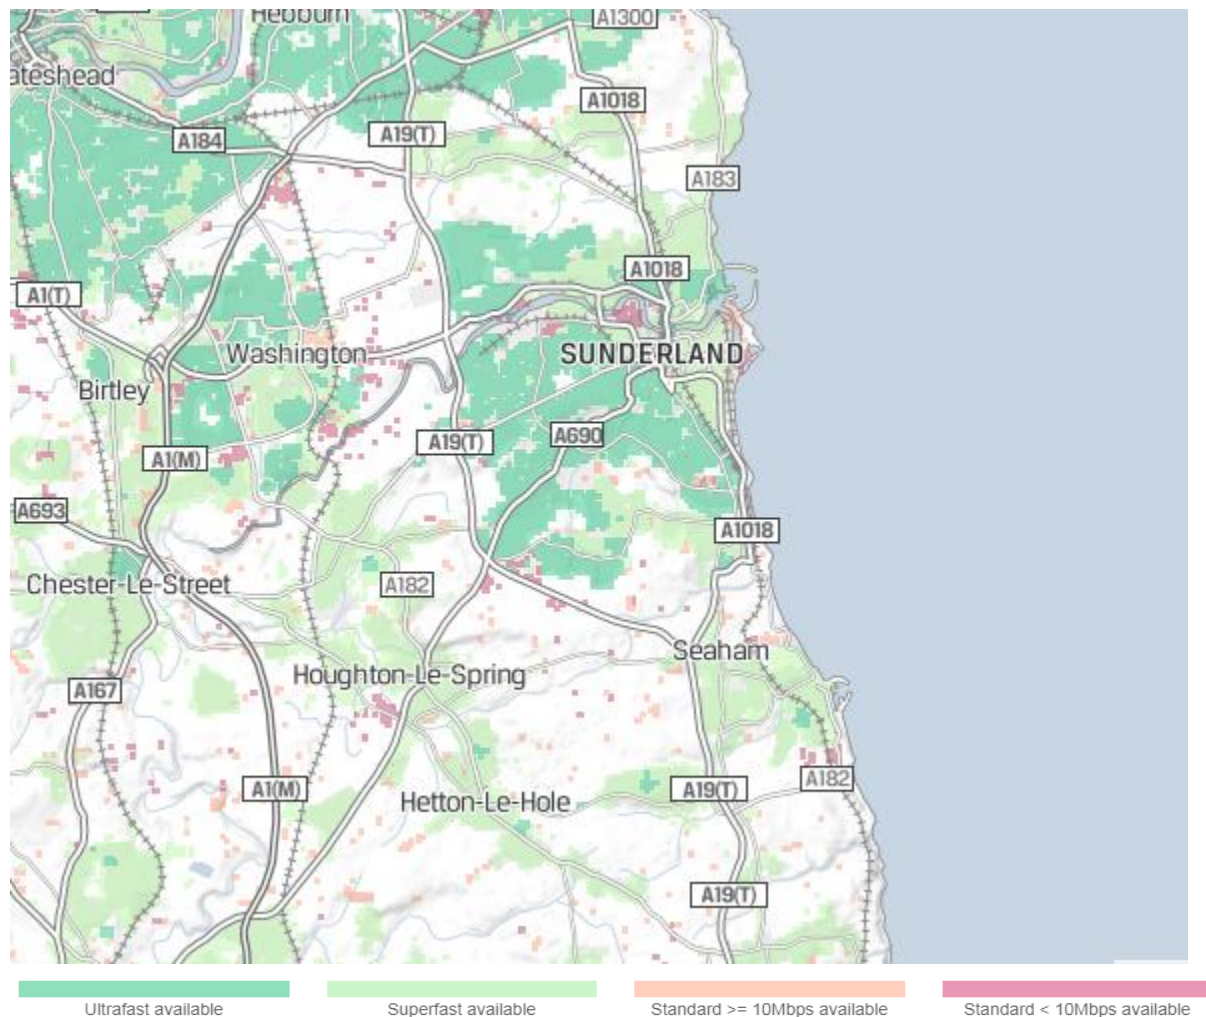 Hebburn
A1300
ateshead
A1018
A184
A19(T)
A183
A1018
A1(T)
Washington
SUNDERLAND
Birtley
A19(T)
A690
A1(M)
A693
A1018
Chester-Le-Street
A182
Seaham
Houghton-Le-Spring
A167
A182
A1(M)
A19(T)
Hetton-Le-Hole
A19(T)
Ultrafast available
Superfast available
Standard >= 10Mbps available
Standard < 10Mbps available